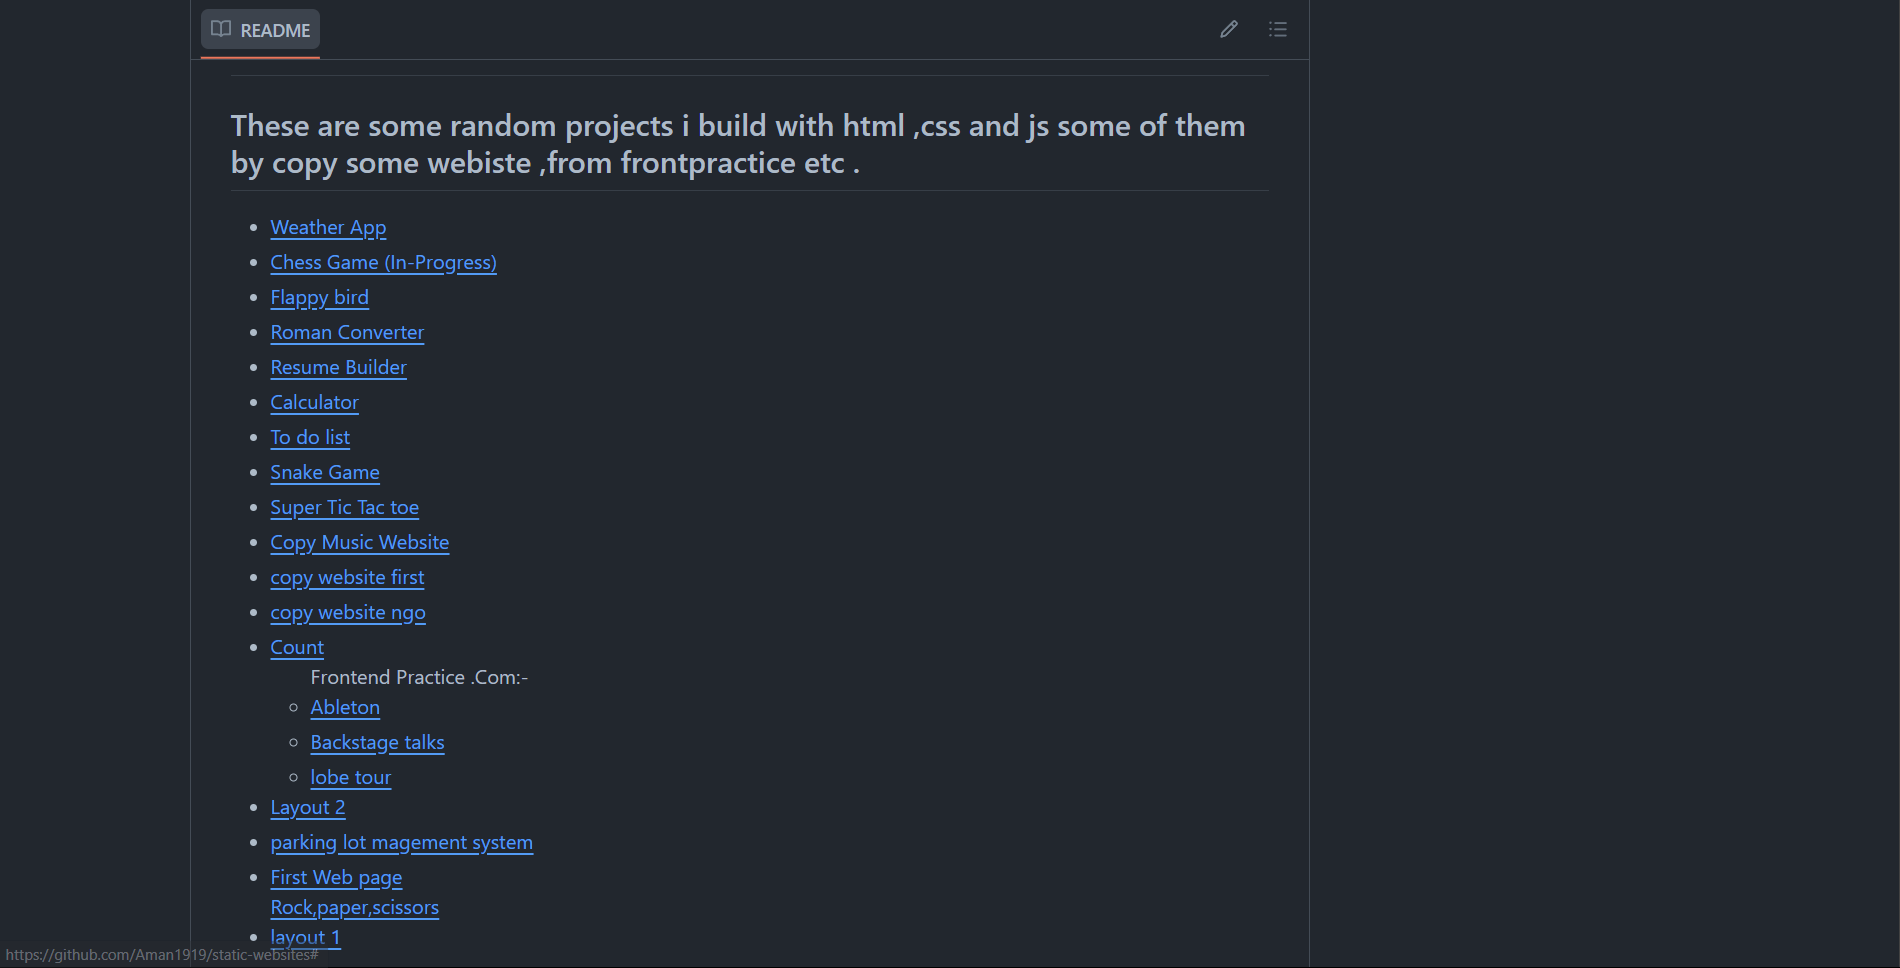 README
These are some random projects i build with html ,css and js some of them
by copy some webiste ,from frontpractice etc .
Weather App
Chess Game (In-Progress)
Flappy bird
Roman Converter
Resume Builder
Calculator
To do list
Snake Game
Super Tic Tac toe
Copy Music Website
copy website first
copy website ngo
Count
Frontend Practice .Com:-
Ableton
Backstage talks
lobe tour
Layout 2
parking lot magement system
First Web page
Rock,paper,scissors
layout 1
https://github.com/Aman1919/static-websites#